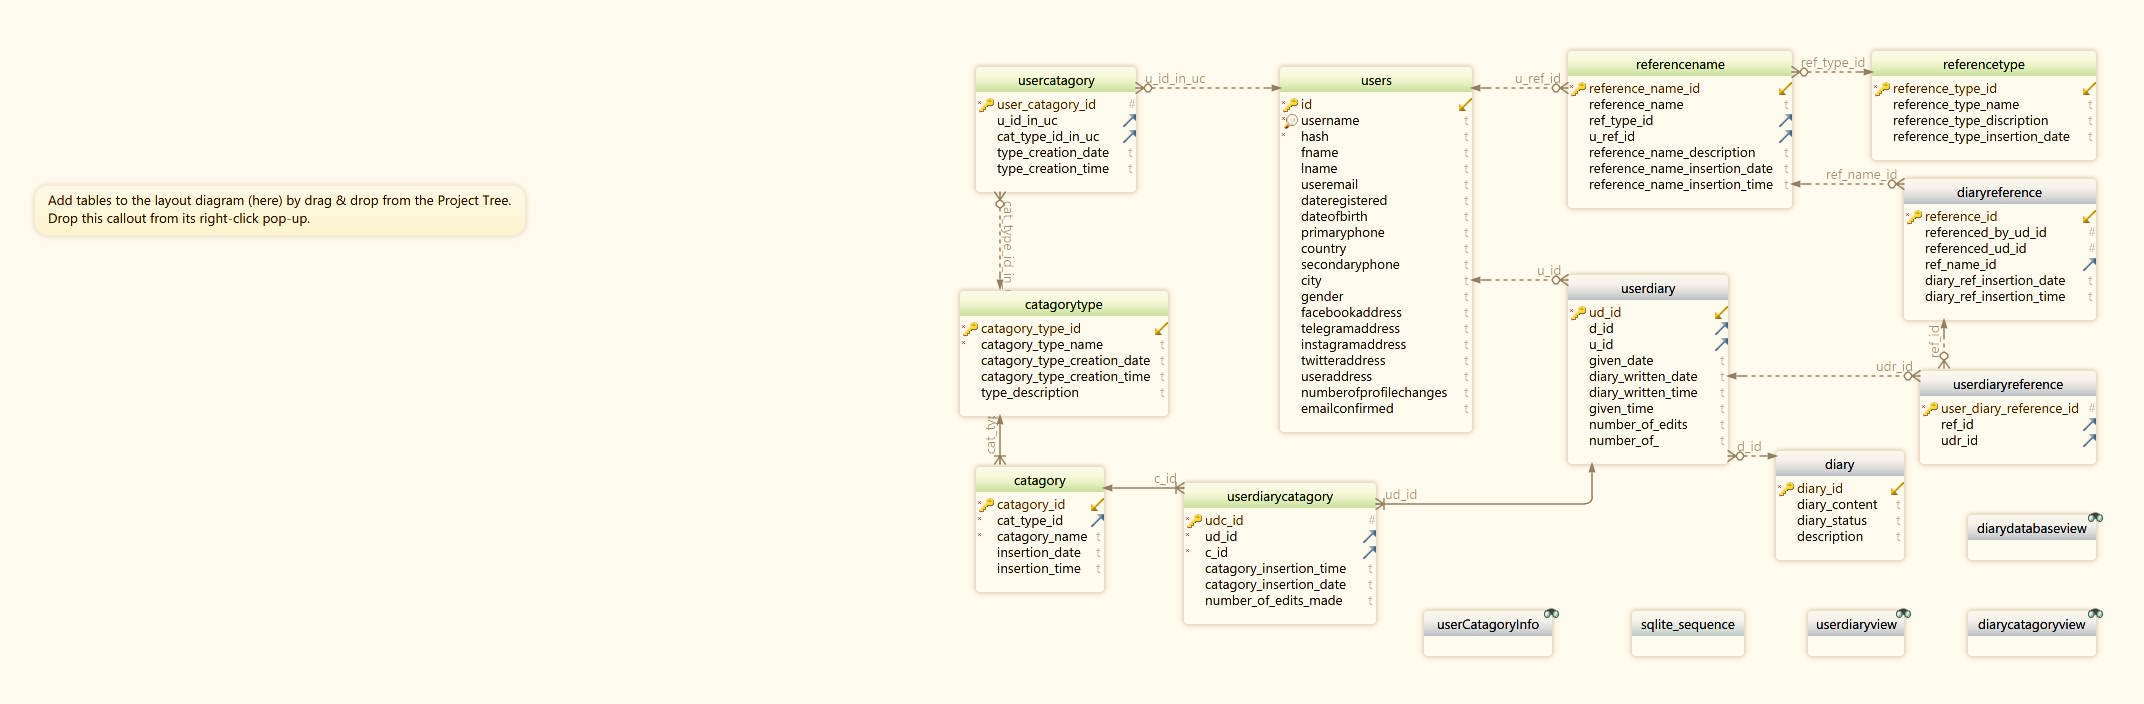 Add tables to the layout diagram (here) by drag & drop from the Project Tree.
Drop this callout from its right-click pop-up.
usercatagory
user_catagory_id #
u_id_in_uc
cat_type_id_in_uc
type_creation_date t
type_creation_time t
u_id_in_uc
cat_type_id_in_
catagorytype
catagory_type_id
catagory_type_name t
catagory_type_creation_date t
catagory_type_creation_time t
type_description t
cat_typ
catagory
catagory_id
cat_type_id
catagory_name t
insertion_date t
insertion_time t
c_id
userdiarycatagory
udc_id #
ud_id
c_id
catagory_insertion_time t
catagory_insertion_date t
number_of_edits_made t
ud_id
users
id
username t
hash t
fname t
lname t
useremail t
dateregistered t
dateofbirth t
primaryphone t
country t
secondaryphone t
city t
gender t
facebookaddress t
telegramaddress t
instagramaddress t
twitteraddress t
useraddress t
numberofprofilechanges t
emailconfirmed t
u_ref_id
u_id
referencename
reference_name_id
reference_name t
ref_type_id
u_ref_id
reference_name_description t
reference_name_insertion_date t
reference_name_insertion_time t
ref_type_id
referencetype
reference_type_id
reference_type_name t
reference_type_discription t
reference_type_insertion_date t
ref_name_id
diaryreference
reference_id
referenced_by_ud_id #
referenced_ud_id #
ref_name_id
diary_ref_insertion_date t
diary_ref_insertion_time t
ref_id
userdiary
ud_id
d_id
u_id
given_date t
diary_written_date t
diary_written_time t
given_time t
number_of_edits t
number_of_ t
udr_id
userdiaryreference
user_diary_reference_id #
ref_id
udr_id
d_id
diary
diary_id
diary_content t
diary_status t
description t
diarydatabaseview
userCatagoryInfo
sqlite_sequence
userdiaryview
diarycatagoryview